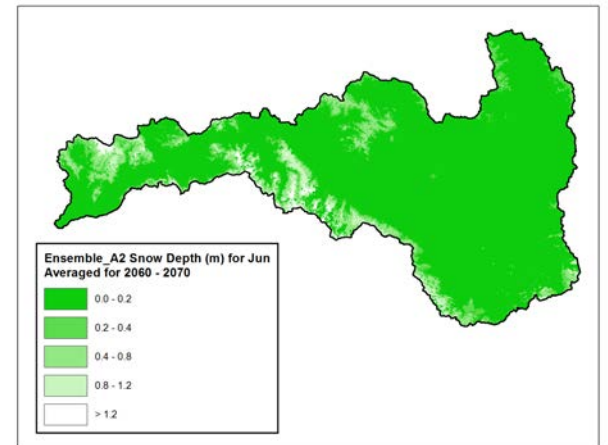 Ensemble_A2 Snow Depth (m) for Jun
Averaged for 2060 - 2070
0.0 - 0.2
0.2 - 0.4
0.4 - 0.8
0.8 - 1.2
> 1.2